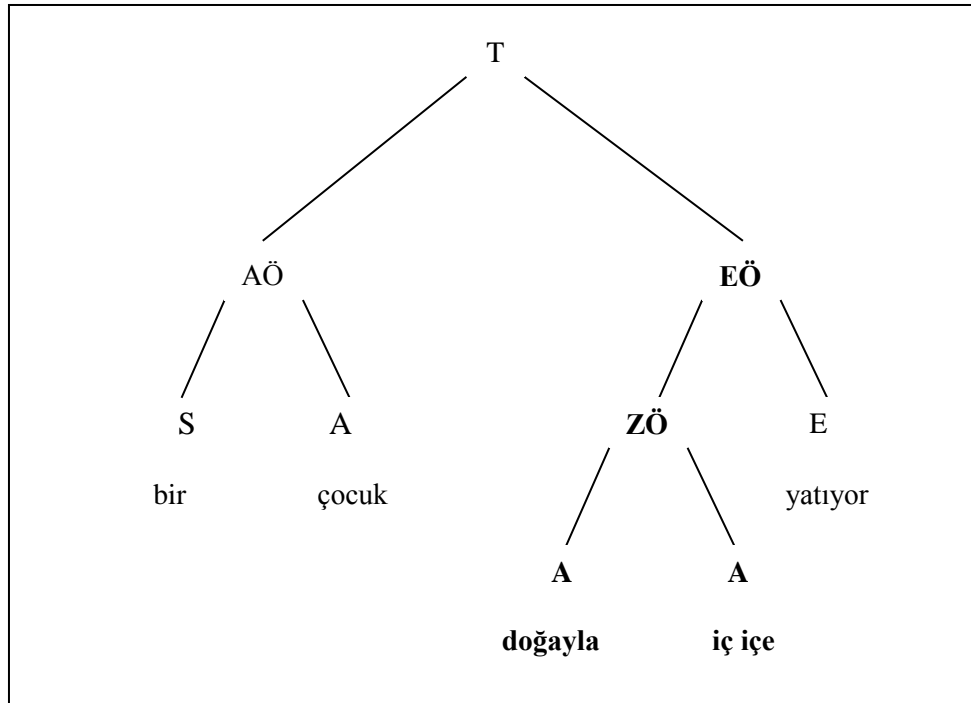 T
AÖ EÖ
S A ZÖ E
bir çocuk yatıyor
A A
doğayla iç içe